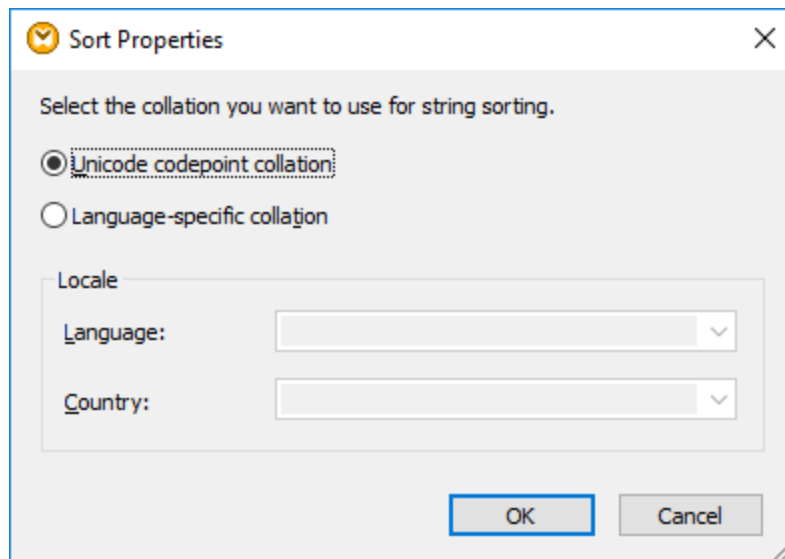 Sort Properties
Select the collation you want to use for string sorting.
Unicode codepoint collation
Language-specific collation
Locale
Language:
Country:
OK Cancel